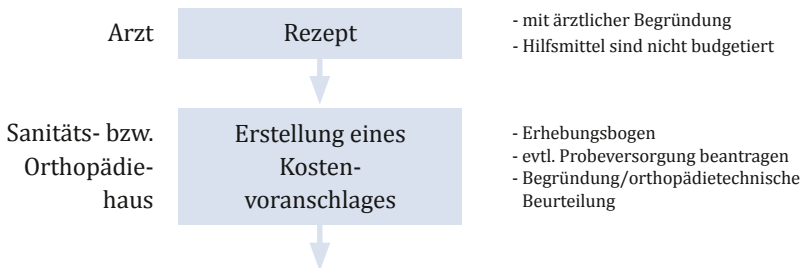 Arzt
Rezept
- mit ärztlicher Begründung
- Hilfsmittel sind nicht budgetiert
Sanitäts- bzw.
Orthopädie-
haus
Erstellung eines
Kosten-
voranschlages
- Erhebungsbogen
- evtl. Probeversorgung beantragen
- Begründung/orthopädietechnische
Beurteilung